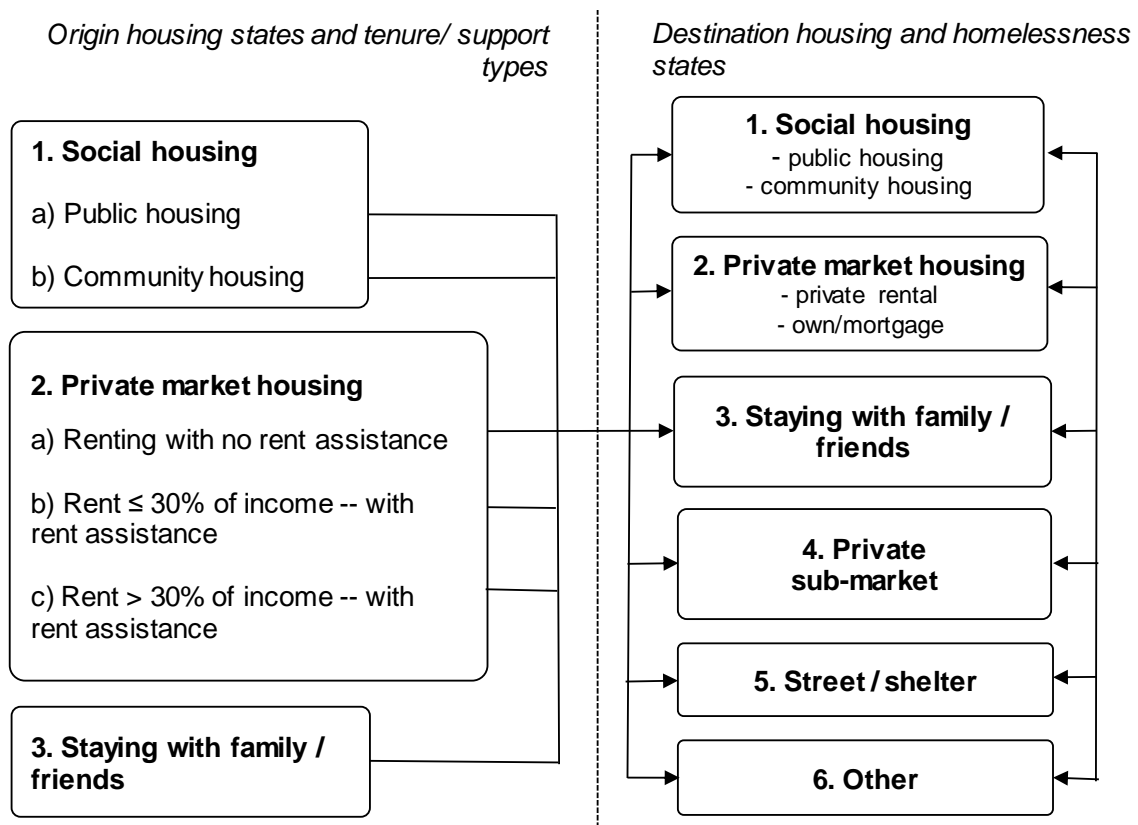 Origin housing states and tenure/ support
types
1. Social housing
a) Public housing
b) Community housing
2. Private market housing
a) Renting with no rent assistance
b) Rent ≤ 30% of income -- with
rent assistance
c) Rent > 30% of income -- with
rent assistance
3. Staying with family /
friends
Destination housing and homelessness
states
1. Social housing
- public housing
- community housing
2. Private market housing
- private rental
- own/mortgage
3. Staying with family /
friends
4. Private
sub-market
5. Street / shelter
6. Other